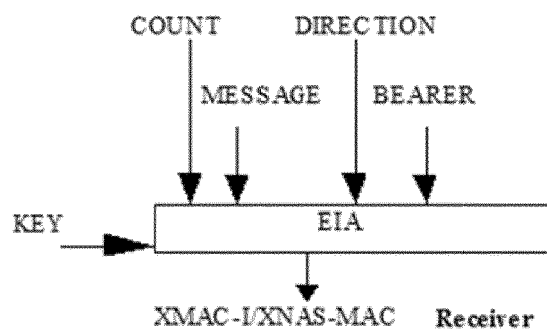 COUNT DIRECTION
MESSAGE BEARER
EIA
KEY
XMAC-I/XNAS-MAC Receiver